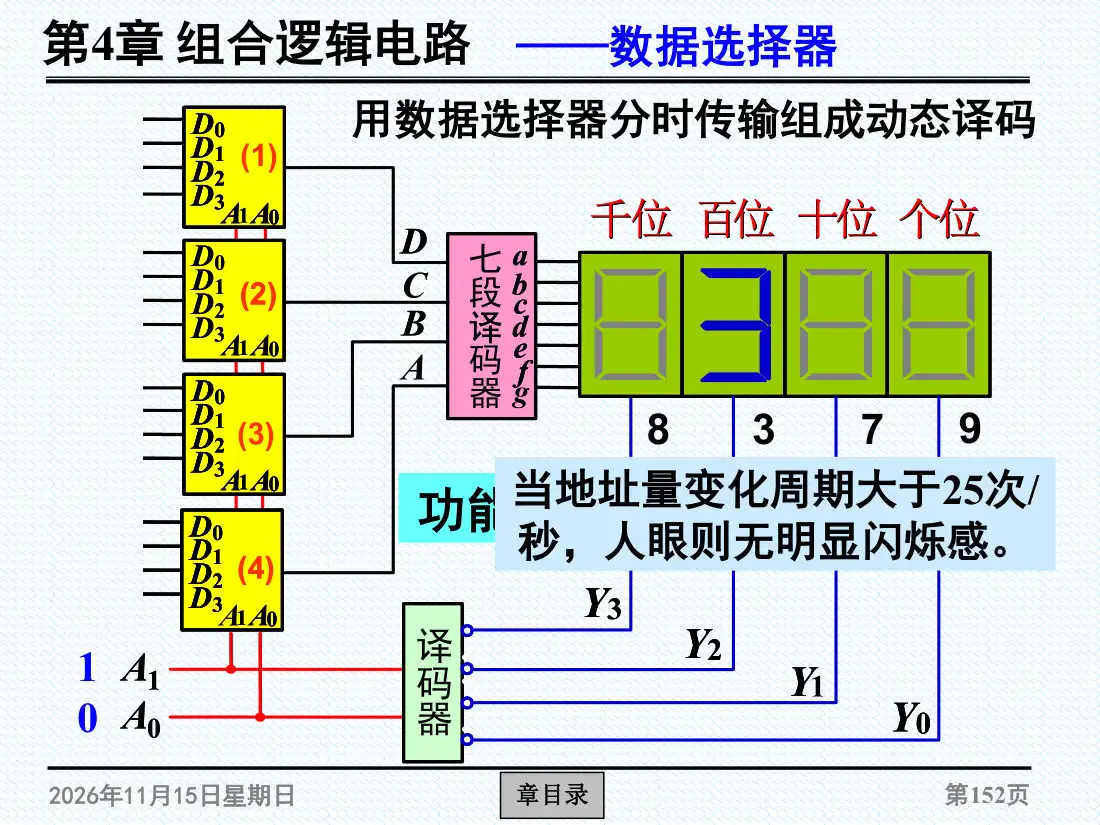 第4章 组合逻辑电路 ——数据选择器
用数据选择器分时传输组成动态译码
D0
D1
D2
D3
(1)
A1 A0
D0
D1
D2
D3
(2)
A1 A0
D0
D1
D2
D3
(3)
A1 A0
D0
D1
D2
D3
(4)
A1 A0
D
C
B
A
七段译码器
a
b
c
d
e
f
g
千位 百位 十位 个位
3
8 3 7 9
功能
当地址量变化周期大于25次/
秒，人眼则无明显闪烁感。
Y3
Y2
Y1
Y0
译码器
1 A1
0 A0
2026年11月15日星期日
章目录
第152页